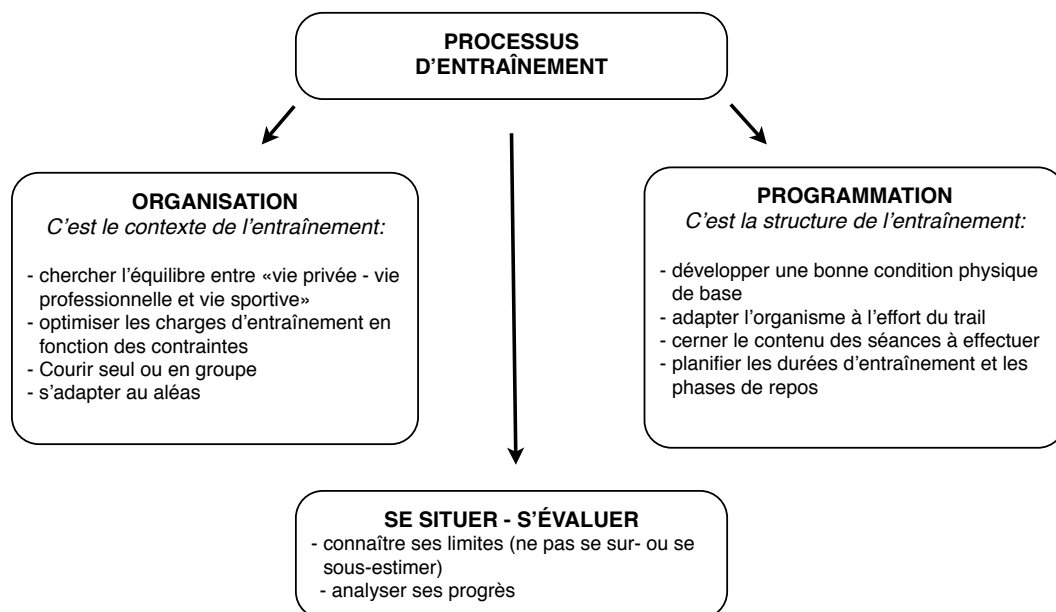 PROCESSUS
D’ENTRAÎNEMENT
ORGANISATION
C’est le contexte de l’entraînement:
- chercher l’équilibre entre «vie privée - vie
professionnelle et vie sportive»
- optimiser les charges d’entraînement en
fonction des contraintes
- Courir seul ou en groupe
- s’adapter au aléas
PROGRAMMATION
C’est la structure de l’entraînement:
- développer une bonne condition physique
de base
- adapter l’organisme à l’effort du trail
- cerner le contenu des séances à effectuer
- planifier les durées d’entraînement et les
phases de repos
SE SITUER - S’ÉVALUER
- connaître ses limites (ne pas se sur- ou se
sous-estimer)
- analyser ses progrès